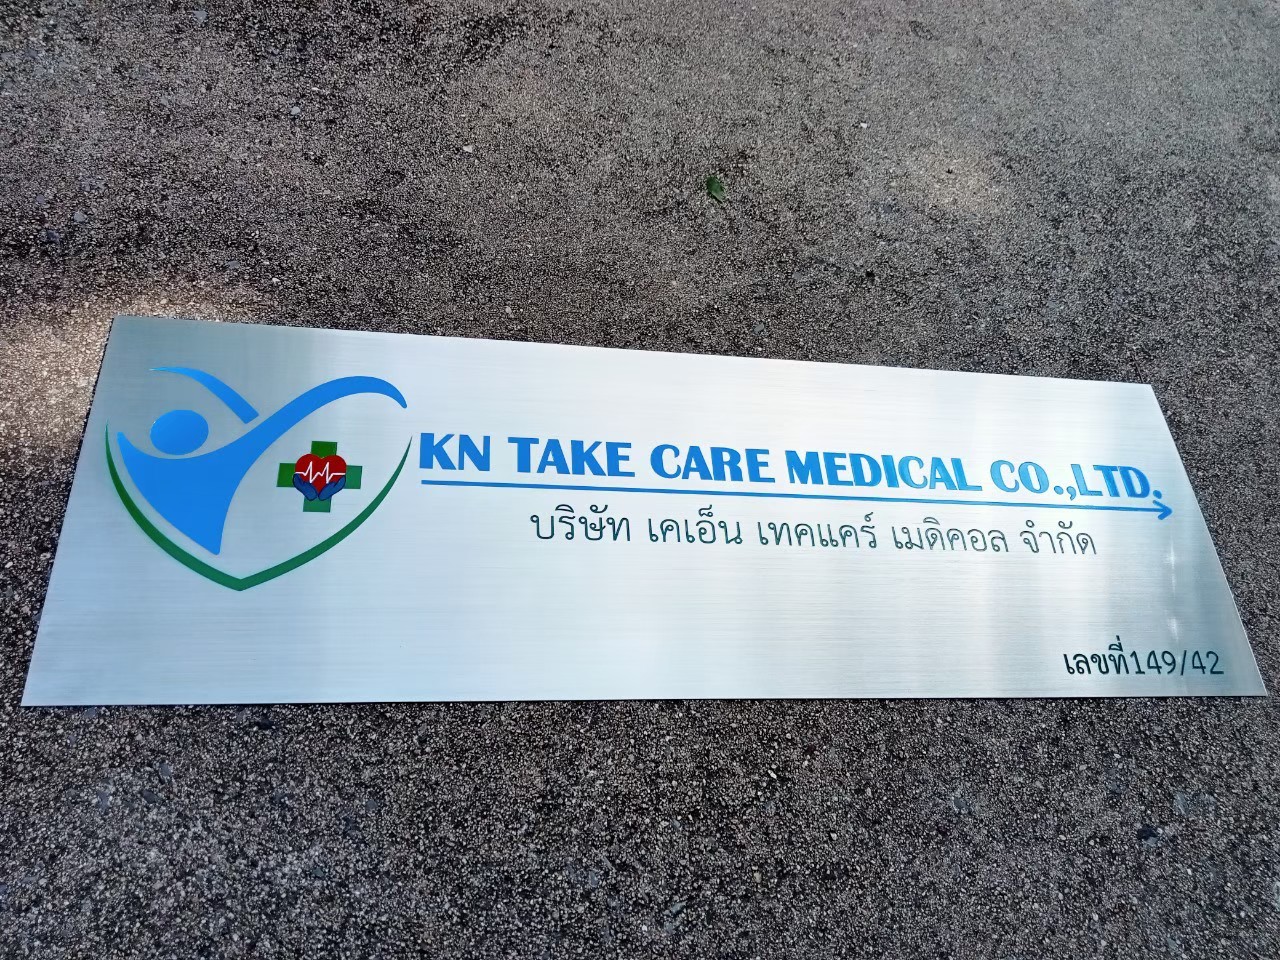 KN TAKE CARE MEDICAL CO.,LTD.
บริษัท เคเอ็น เทคแคร์ เมดิคอล จำกัด
เลขที่ 149/42